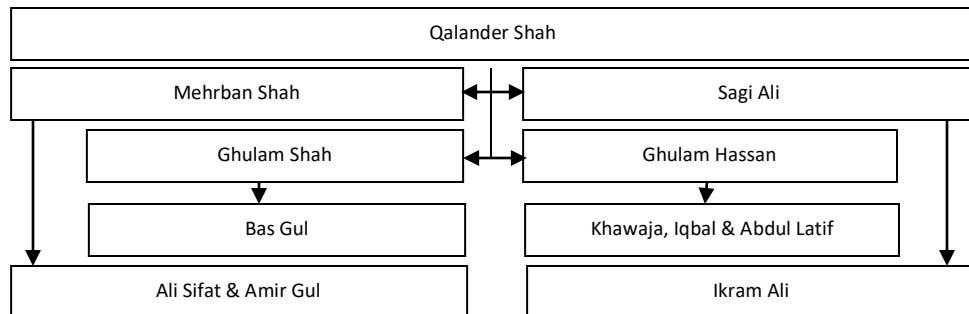 Qalander Shah
Mehrban Shah
Sagi Ali
Ghulam Shah
Ghulam Hassan
Bas Gul
Khawaja, Iqbal & Abdul Latif
Ali Sifat & Amir Gul
Ikram Ali